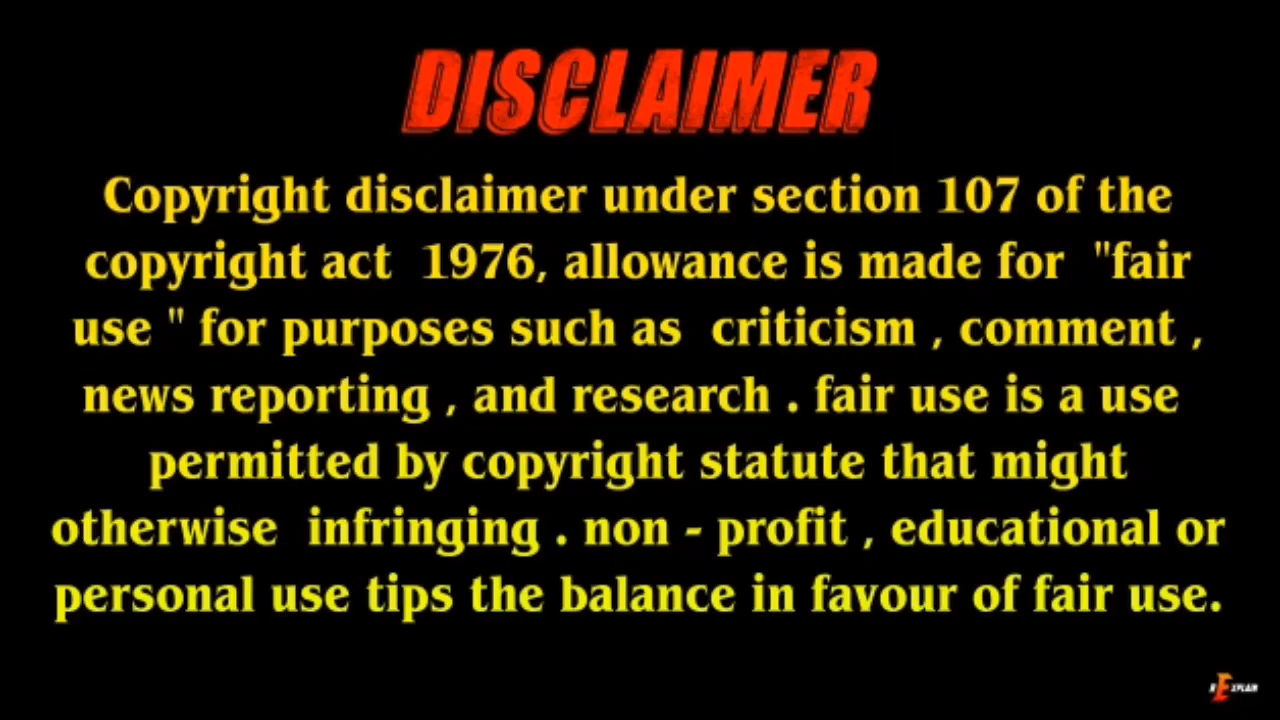 DISCLAIMER
Copyright disclaimer under section 107 of the
copyright act 1976, allowance is made for "fair
use " for purposes such as criticism , comment ,
news reporting , and research . fair use is a use
permitted by copyright statute that might
otherwise infringing . non - profit , educational or
personal use tips the balance in favour of fair use.